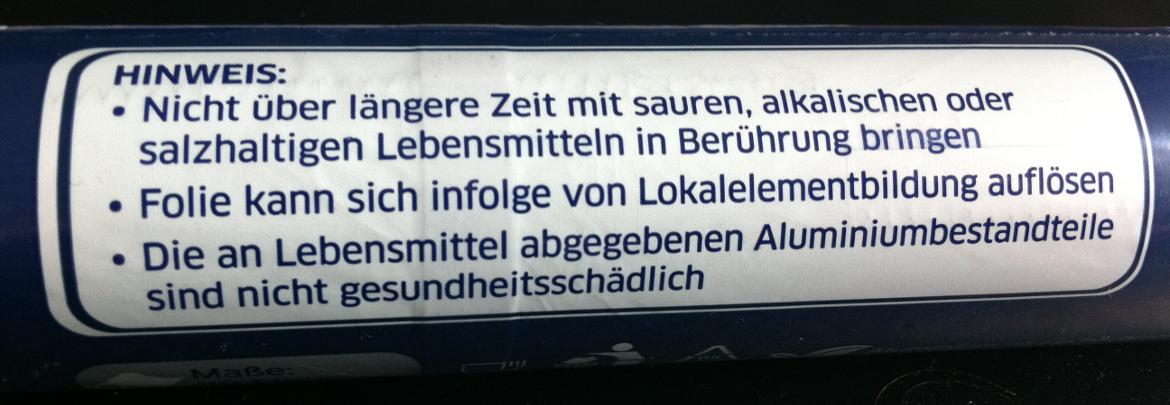 HINWEIS:
• Nicht über längere Zeit mit sauren, alkalischen oder
salzhaltigen Lebensmitteln in Berührung bringen
• Folie kann sich infolge von Lokalelementbildung auflösen
• Die an Lebensmittel abgegebenen Aluminiumbestandteile
sind nicht gesundheitsschädlich
Maße: